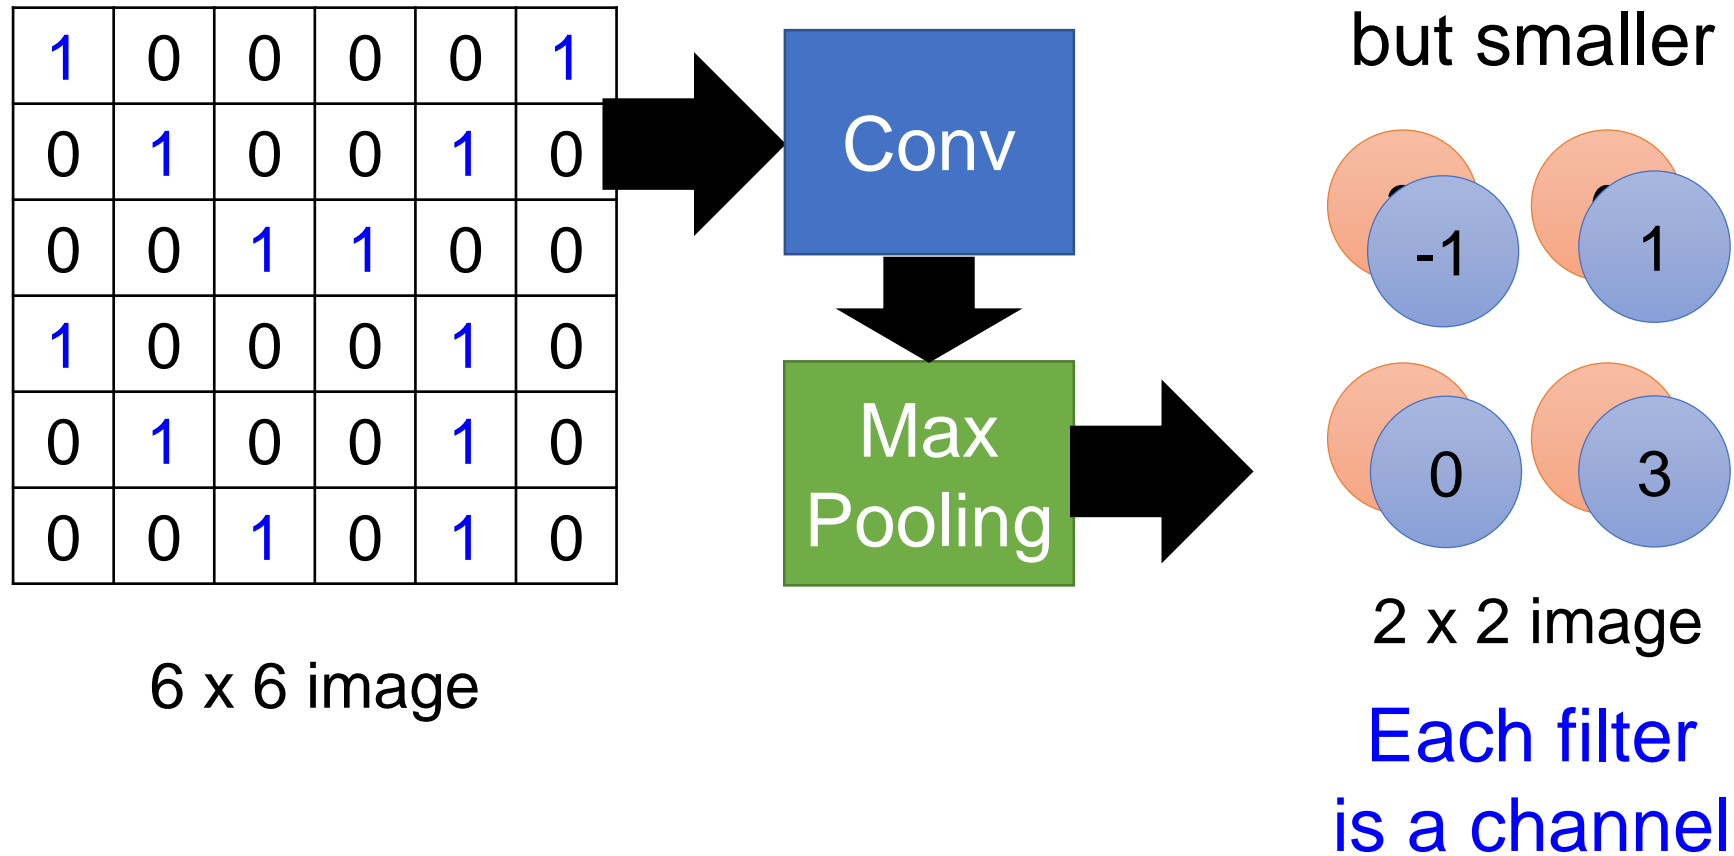 1 0 0 0 0 1
0 1 0 0 1 0
0 0 1 1 0 0
1 0 0 0 1 0
0 1 0 0 1 0
0 0 1 0 1 0
6 x 6 image
Conv
Max
Pooling
but smaller
-1 1
0 3
2 x 2 image
Each filter
is a channel